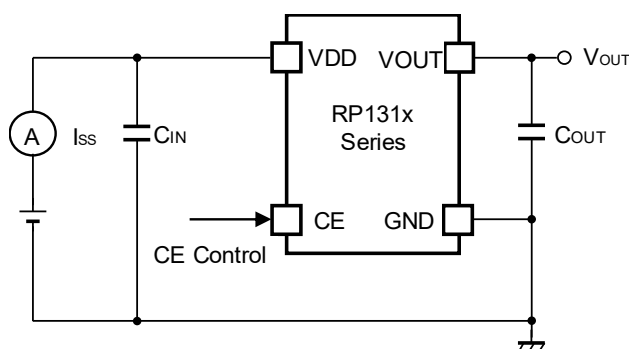 VDD
VOUT
VOUT
RP131x
Series
A
ISS
CIN
COUT
CE
GND
CE Control